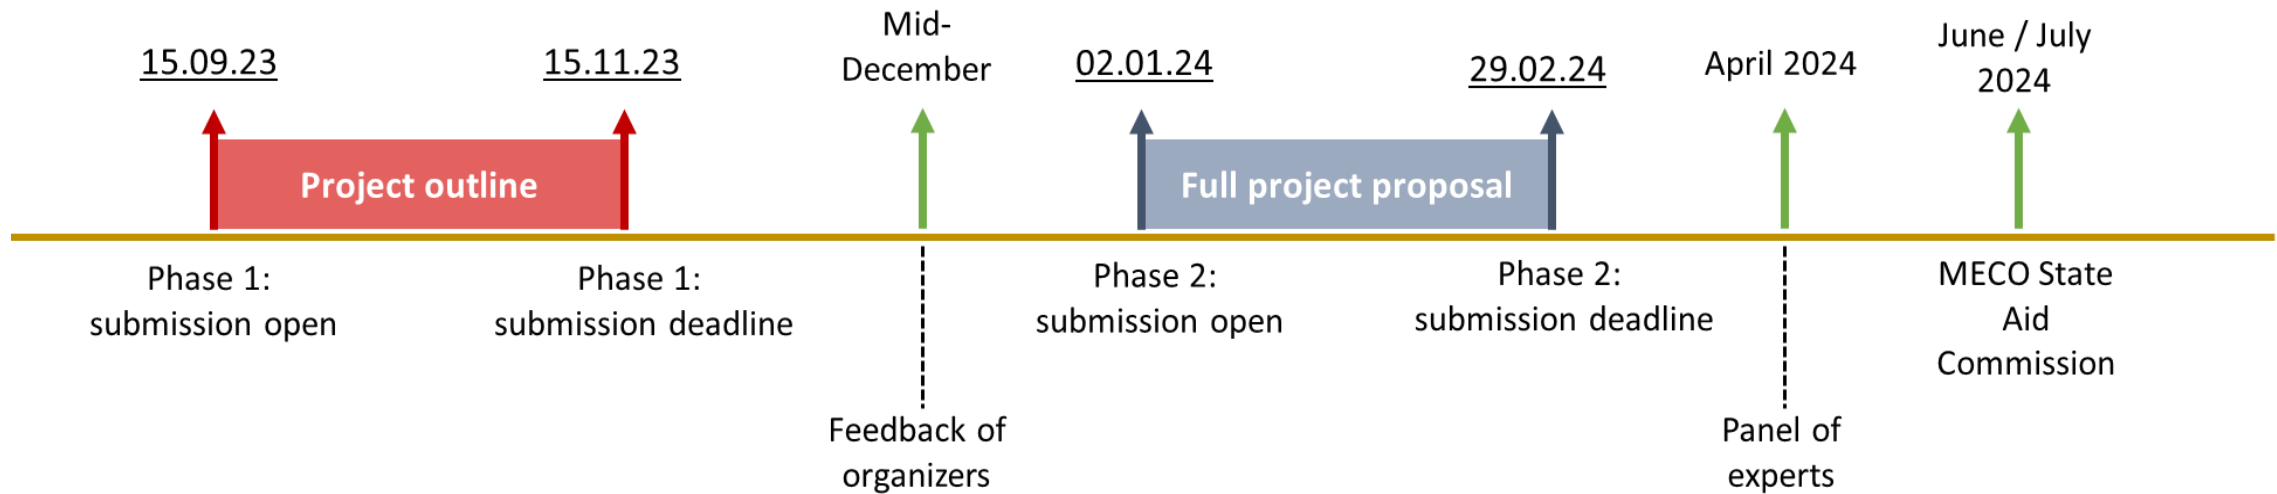 15.09.23
15.11.23
Mid-
December
02.01.24
29.02.24
April 2024
June / July
2024
Project outline
Full project proposal
Phase 1:
submission open
Phase 1:
submission deadline
Feedback of
organizers
Phase 2:
submission open
Phase 2:
submission deadline
Panel of
experts
MECO State
Aid
Commission